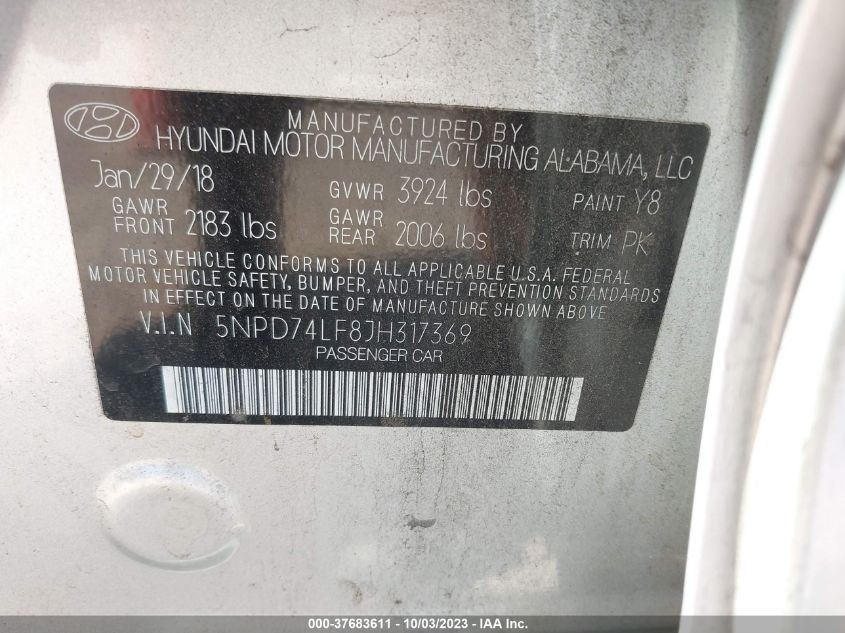 MANUFACTURED BY
HYUNDAI MOTOR MANUFACTURING ALABAMA, LLC
Jan/29/18 GVWR 3924 lbs PAINT Y8
GAWR FRONT 2183 lbs GAWR REAR 2006 lbs TRIM PK
THIS VEHICLE CONFORMS TO ALL APPLICABLE U.S.A. FEDERAL
MOTOR VEHICLE SAFETY, BUMPER, AND THEFT PREVENTION STANDARDS
IN EFFECT ON THE DATE OF MANUFACTURE SHOWN ABOVE
V.I.N 5NPD74LF8JH317369
PASSENGER CAR
000-37683611 - 10/03/2023 - IAA Inc.